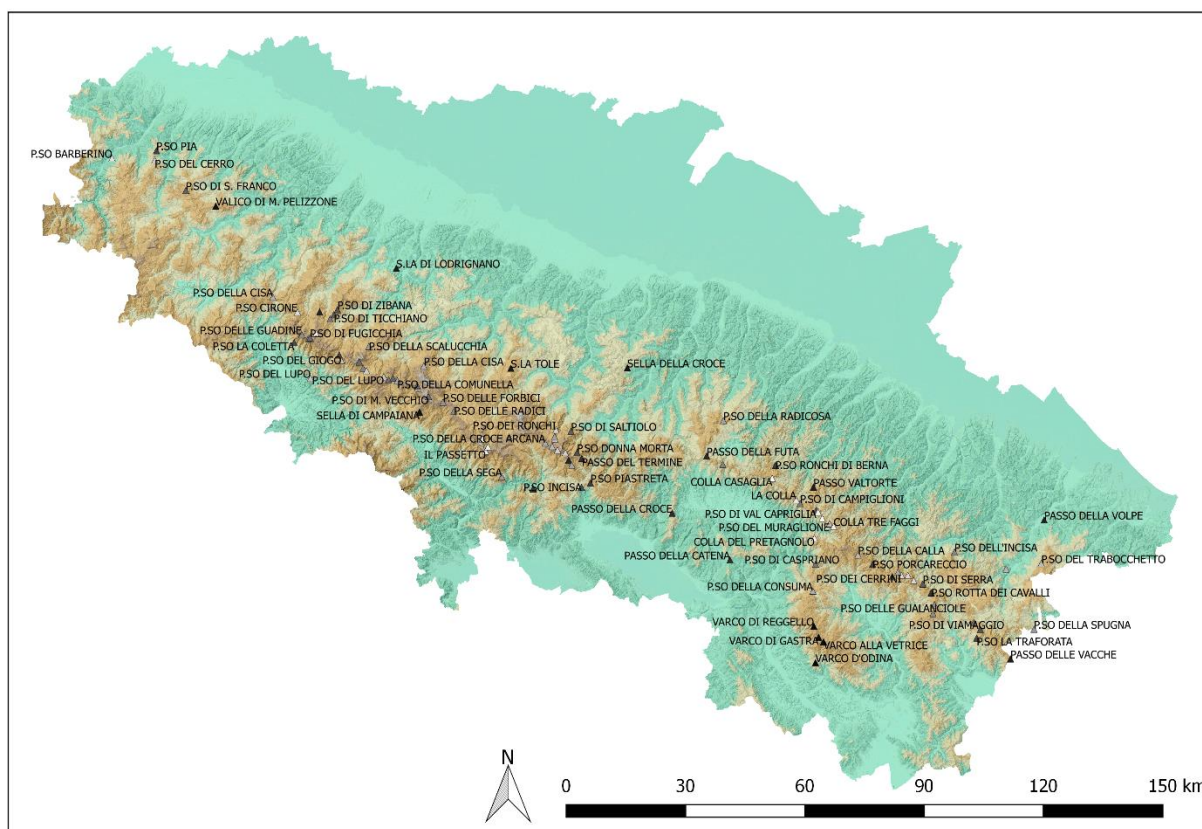 P.SO PIA
P.SO BARBERINO
P.SO DEL CERRO
P.SO DI S. FRANCO
VALICO DI M. PELIZZONE
S.LA DI LODRIGNANO
P.SO DELLA CISA
P.SO CIRONE
P.SO DI ZIBANA
P.SO DI TICCHIANO
P.SO DELLE GUADINE
P.SO DI FUGICCHIA
P.SO LA COLETTA
P.SO DELLA SCALUCCHIA
P.SO DEL GIOGO
P.SO DELLA CISA
S.LA TOLE
SELLA DELLA CROCE
P.SO DEL LUPO
P.SO DEL LUPO
P.SO DELLA COMUNELLA
P.SO DI M. VECCHIO
P.SO DELLE FORBICI
P.SO DELLE RADICI
SELLA DI CAMPAIANA
P.SO DELLA RADICOSA
P.SO DEI RONCHI
P.SO DI SALTIOLO
P.SO DELLA CROCE ARCANA
P.SO DONNA MORTA
IL PASSETTO
PASSO DEL TERMINE
PASSO DELLA FUTA
P.SO RONCHI DI BERNA
P.SO DELLA SEGA
P.SO PIASTRETA
P.SO INCISA
COLLA CASAGLIA
PASSO VALTORTE
LA COLLA
P.SO DI CAMPIGLIONI
PASSO DELLA CROCE
P.SO DI VAL CAPRIGLIA
PASSO DELLA VOLPE
P.SO DEL MURAGLIONE
COLLA TRE FAGGI
COLLA DEL PRETAGNOLO
PASSO DELLA CATENA
P.SO DI CASPRIANO
P.SO DELLA CALLA
P.SO DELL'INCISA
P.SO DEL TRABOCCHETTO
P.SO PORCARECCIO
P.SO DEI CERRINI
P.SO DI SERRA
P.SO DELLA CONSUMA
P.SO ROTTA DEI CAVALLI
P.SO DELLE GUALANCIOLE
VARCO DI REGGELLO
P.SO DI VIAMAGGIO
P.SO DELLA SPUGNA
VARCO DI GASTRA
VARCO ALLA VETRICE
P.SO LA TRAFORATA
VARCO D'ODINA
PASSO DELLE VACCHE
N
0 30 60 90 120 150 km